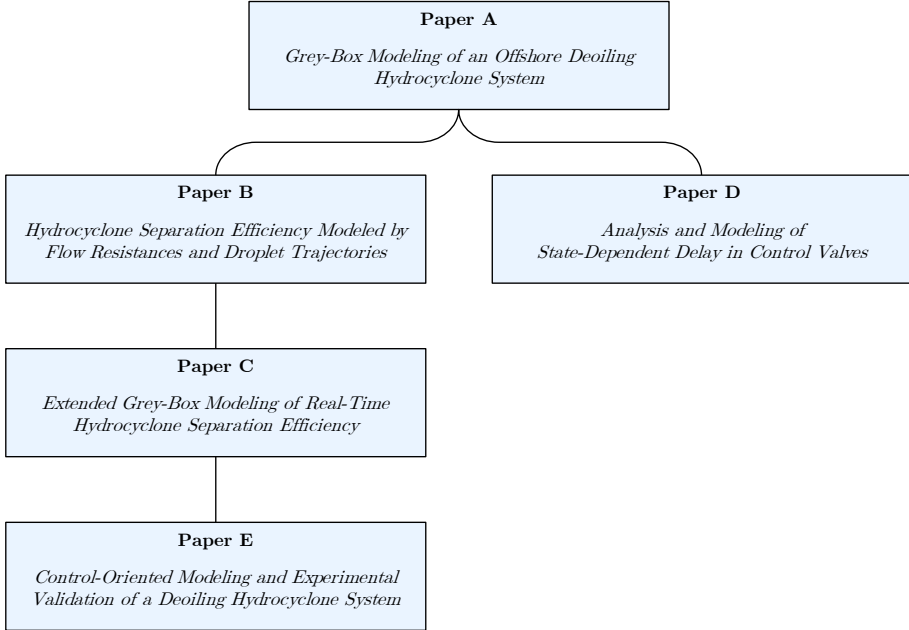 Paper A
Grey-Box Modeling of an Offshore Deoiling
Hydrocyclone System
Paper B
Hydrocyclone Separation Efficiency Modeled by
Flow Resistances and Droplet Trajectories
Paper D
Analysis and Modeling of
State-Dependent Delay in Control Valves
Paper C
Extended Grey-Box Modeling of Real-Time
Hydrocyclone Separation Efficiency
Paper E
Control-Oriented Modeling and Experimental
Validation of a Deoiling Hydrocyclone System